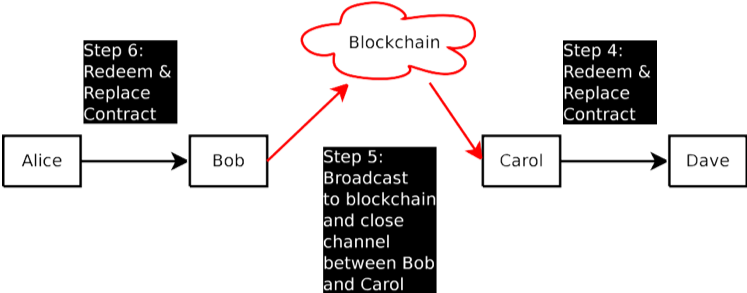 Step 6:
Redeem &
Replace
Contract
Blockchain
Step 4:
Redeem &
Replace
Contract
Alice
Bob
Step 5:
Broadcast
to blockchain
and close
channel
between Bob
and Carol
Carol
Dave